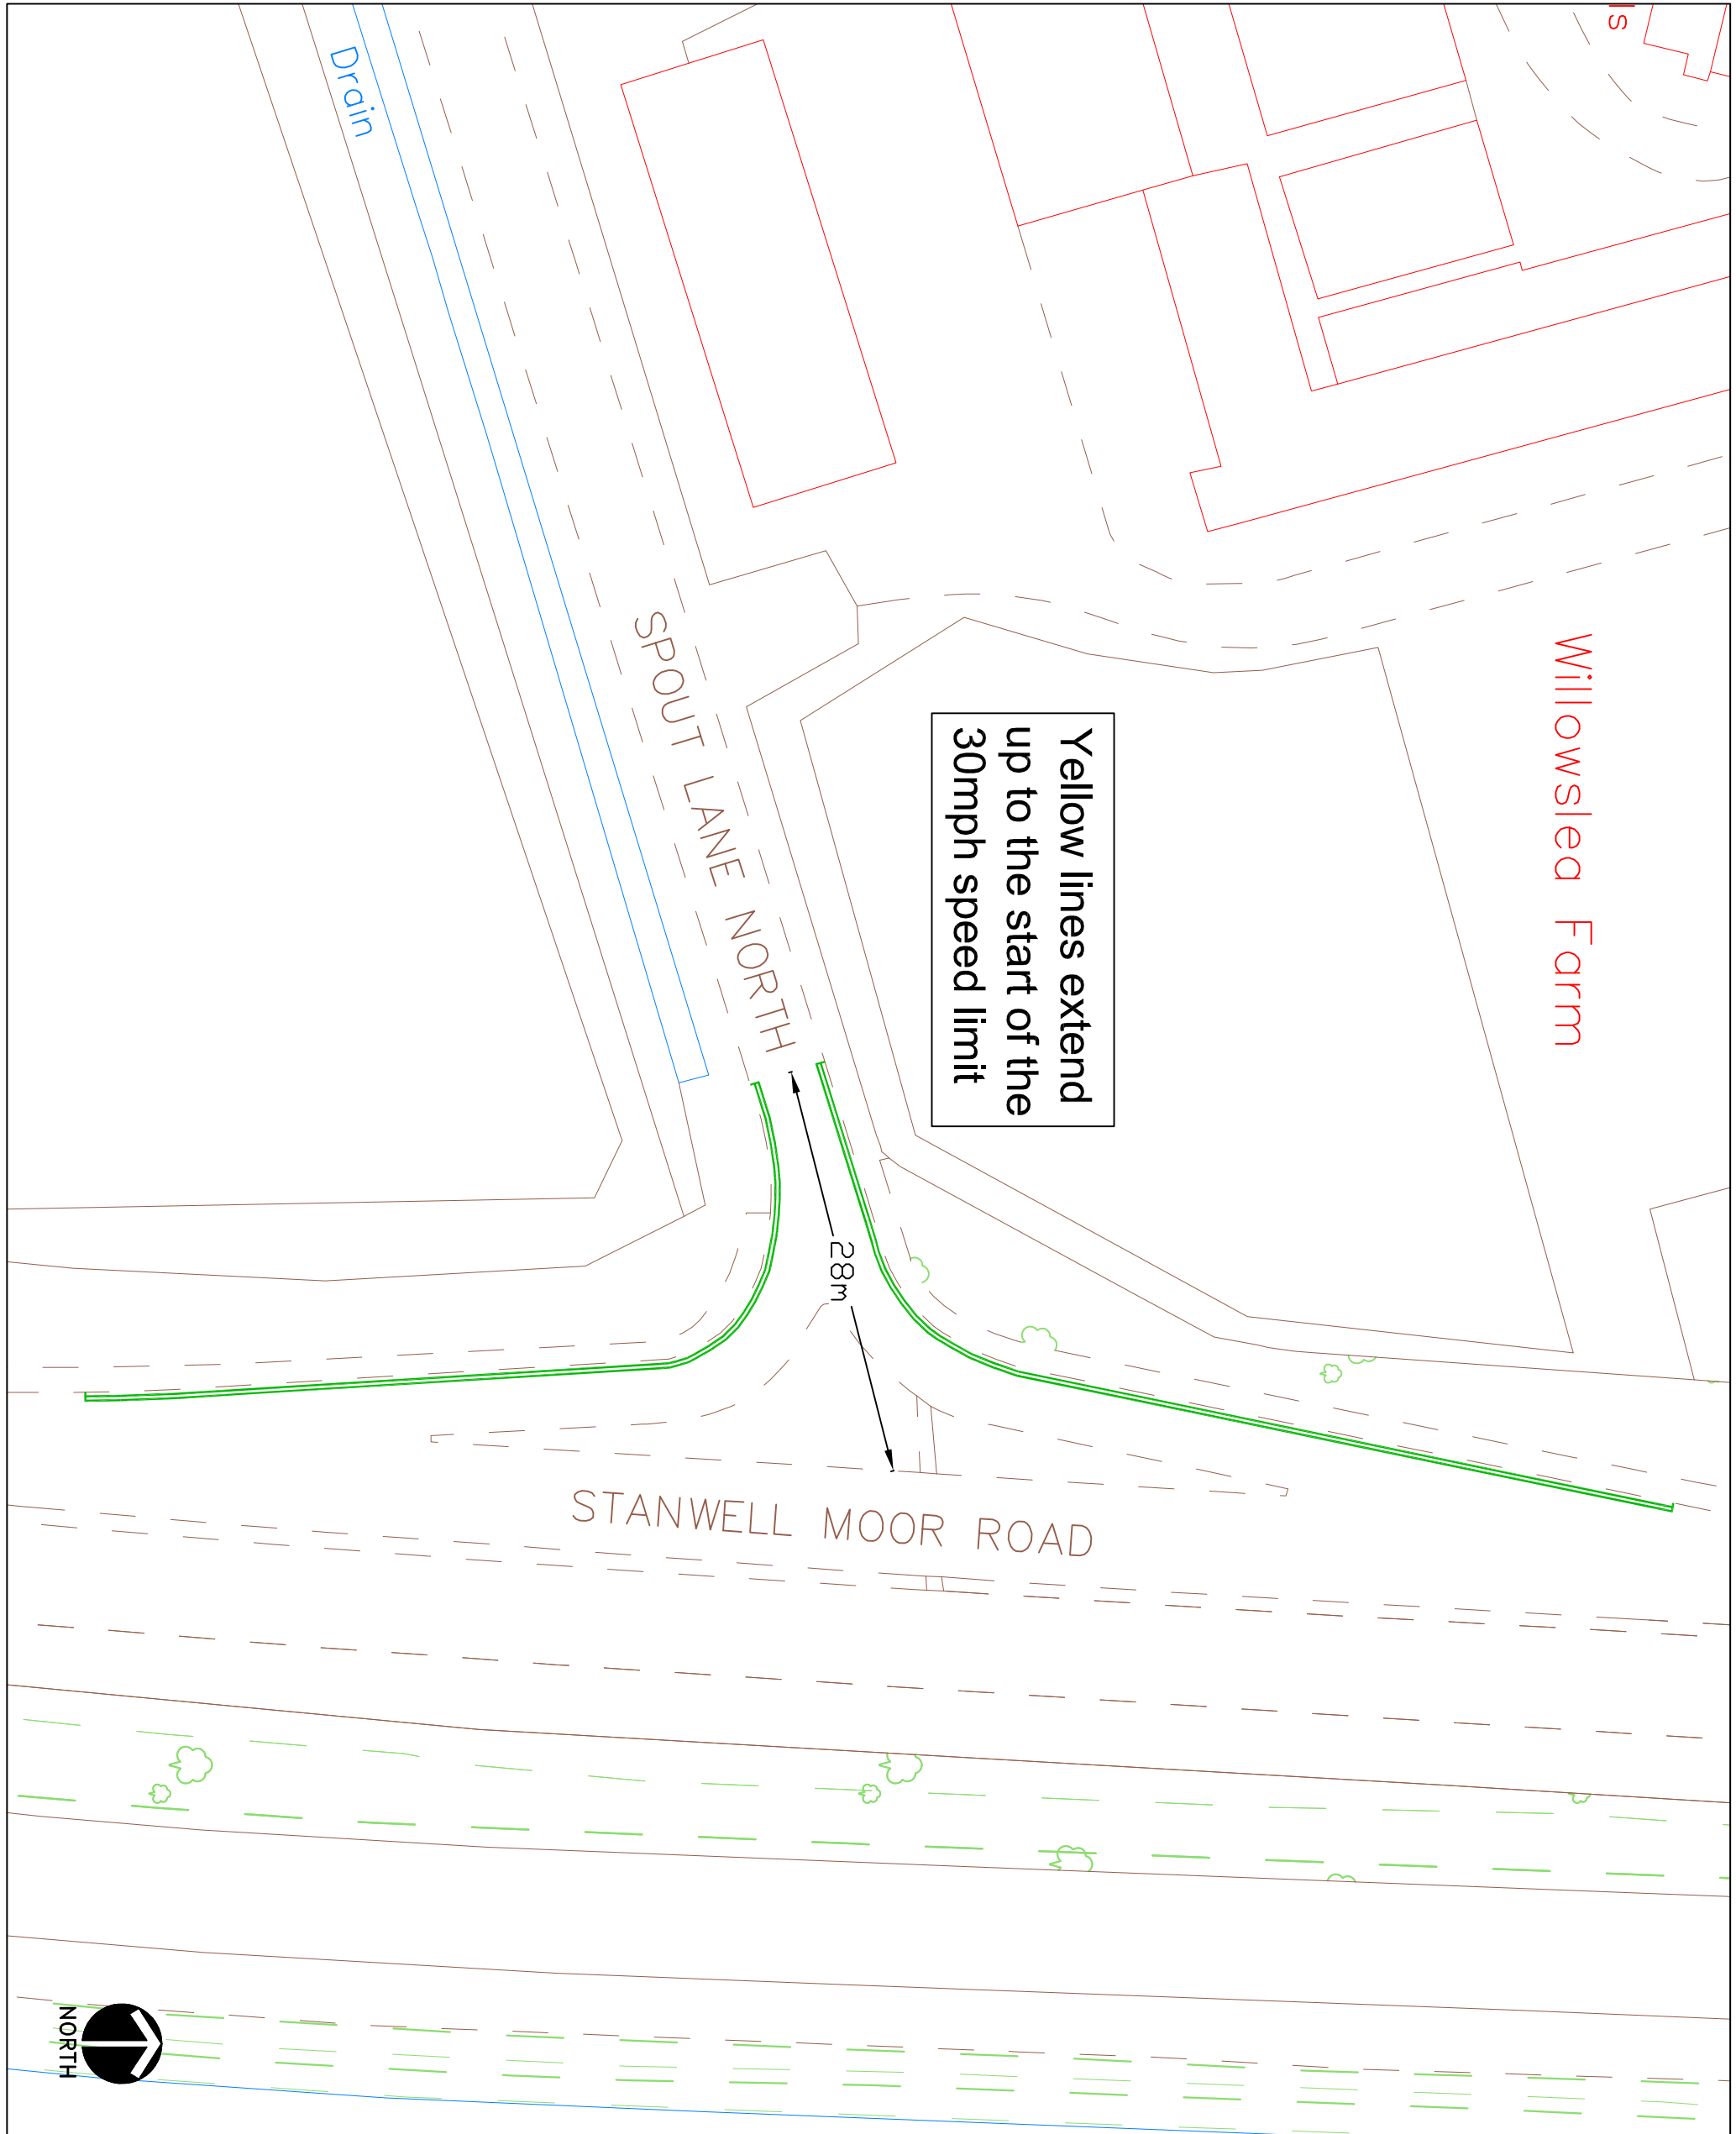 ls
Willowslea Farm
Yellow lines extend
up to the start of the
30mph speed limit
Drain
SPOUT LANE NORTH
28m
STANWELL MOOR ROAD
NORTH